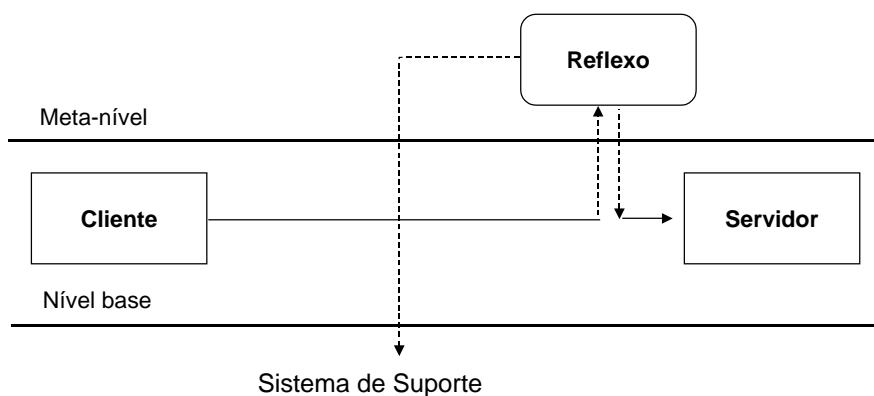 Reflexo
Meta-nível
Cliente
Servidor
Nível base
Sistema de Suporte